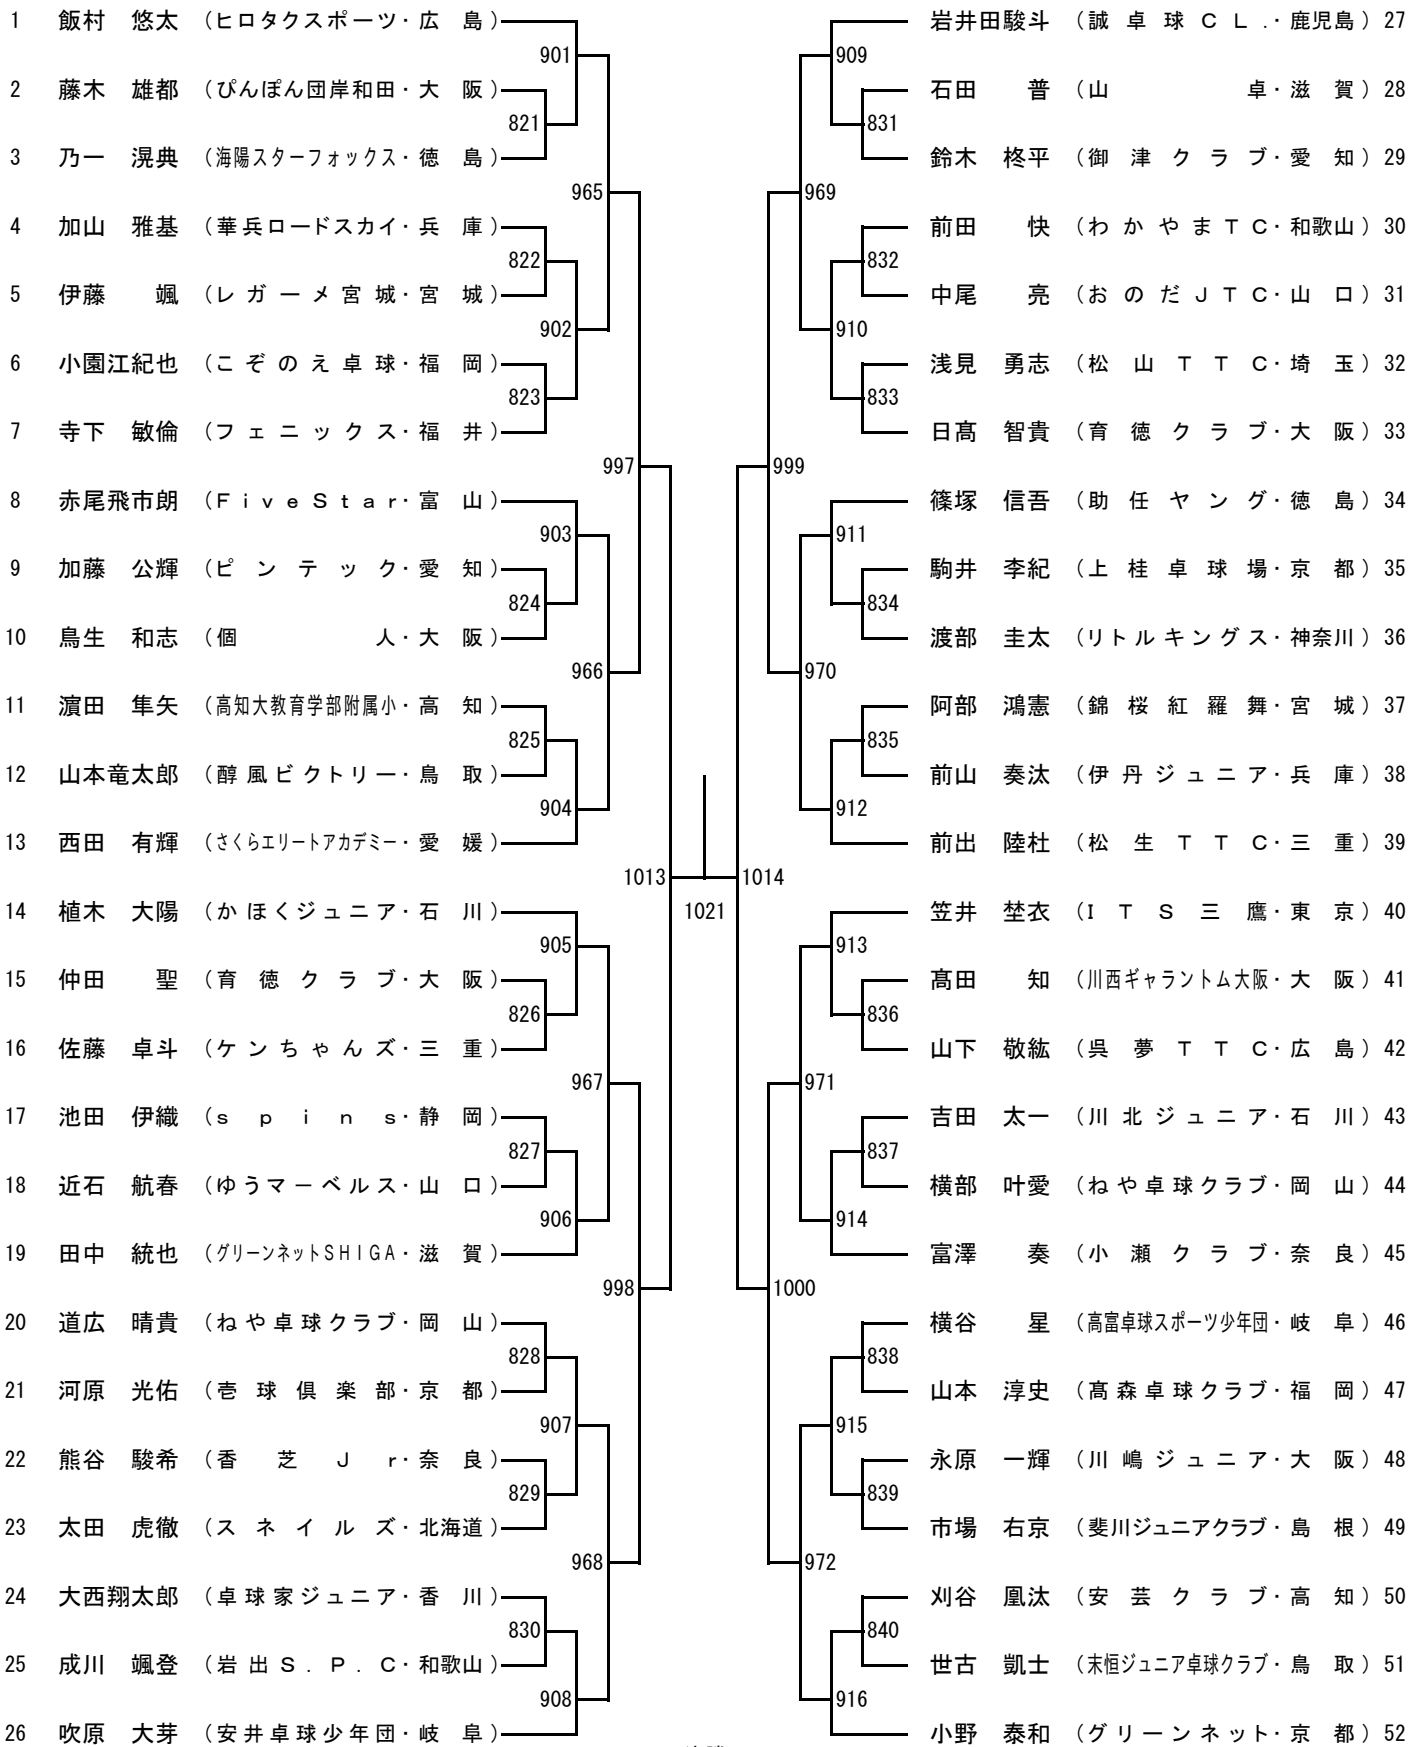 1 飯村 悠太 (ヒロタクスポーツ・広 島)
901
2 藤木 雄都 (ぴんぽん団岸和田・大 阪)
821
3 乃一 滉典 (海陽スターフォックス・徳 島)
965
4 加山 雅基 (華兵ロードスカイ・兵 庫)
822
5 伊藤 颯 (レガーメ宮城・宮 城)
902
6 小園江紀也 (こぞのえ卓球・福 岡)
823
7 寺下 敏倫 (フェニックス・福 井)
997
8 赤尾飛市朗 (FiveStar・富 山)
903
9 加藤 公輝 (ピンテック・愛 知)
824
10 鳥生 和志 (個 人・大 阪)
966
11 濵田 隼矢 (高知大教育学部附属小・高 知)
825
12 山本竜太郎 (醇風ビクトリー・鳥 取)
904
13 西田 有輝 (さくらエリートアカデミー・愛 媛)
1013
14 植木 大陽 (かほくジュニア・石 川)
905
15 仲田 聖 (育徳クラブ・大 阪)
826
16 佐藤 卓斗 (ケンちゃんズ・三 重)
967
17 池田 伊織 (spins・静 岡)
827
18 近石 航春 (ゆうマーベルス・山 口)
906
19 田中 統也 (グリーンネットSHIGA・滋 賀)
998
20 道広 晴貴 (ねや卓球クラブ・岡 山)
828
21 河原 光佑 (壱球倶楽部・京 都)
907
22 熊谷 駿希 (香芝Jr・奈 良)
829
23 太田 虎徹 (スネイルズ・北海道)
968
24 大西翔太郎 (卓球家ジュニア・香 川)
830
25 成川 颯登 (岩出S.P.C・和歌山)
908
26 吹原 大芽 (安井卓球少年団・岐 阜)
1021
岩井田駿斗 (誠卓球CL.・鹿児島) 27
909
石田 普 (山 卓・滋 賀) 28
831
鈴木 柊平 (御津クラブ・愛 知) 29
969
前田 快 (わかやまTC・和歌山) 30
832
中尾 亮 (おのだJTC・山 口) 31
910
浅見 勇志 (松山TTC・埼 玉) 32
833
日髙 智貴 (育徳クラブ・大 阪) 33
999
篠塚 信吾 (助任ヤング・徳 島) 34
911
駒井 李紀 (上桂卓球場・京 都) 35
834
渡部 圭太 (リトルキングス・神奈川) 36
970
阿部 鴻憲 (錦桜紅羅舞・宮 城) 37
835
前山 奏汰 (伊丹ジュニア・兵 庫) 38
912
前出 陸杜 (松生TTC・三 重) 39
1014
笠井 埜衣 (ITS三鷹・東 京) 40
913
髙田 知 (川西ギャラントム大阪・大 阪) 41
836
山下 敬紘 (呉夢TTC・広 島) 42
971
吉田 太一 (川北ジュニア・石 川) 43
837
横部 叶愛 (ねや卓球クラブ・岡 山) 44
914
富澤 奏 (小瀬クラブ・奈 良) 45
1000
横谷 星 (高富卓球スポーツ少年団・岐 阜) 46
838
山本 淳史 (髙森卓球クラブ・福 岡) 47
915
永原 一輝 (川嶋ジュニア・大 阪) 48
839
市場 右京 (斐川ジュニアクラブ・島 根) 49
972
刈谷 凰汰 (安芸クラブ・高 知) 50
840
世古 凱士 (末恒ジュニア卓球クラブ・鳥 取) 51
916
小野 泰和 (グリーンネット・京 都) 52